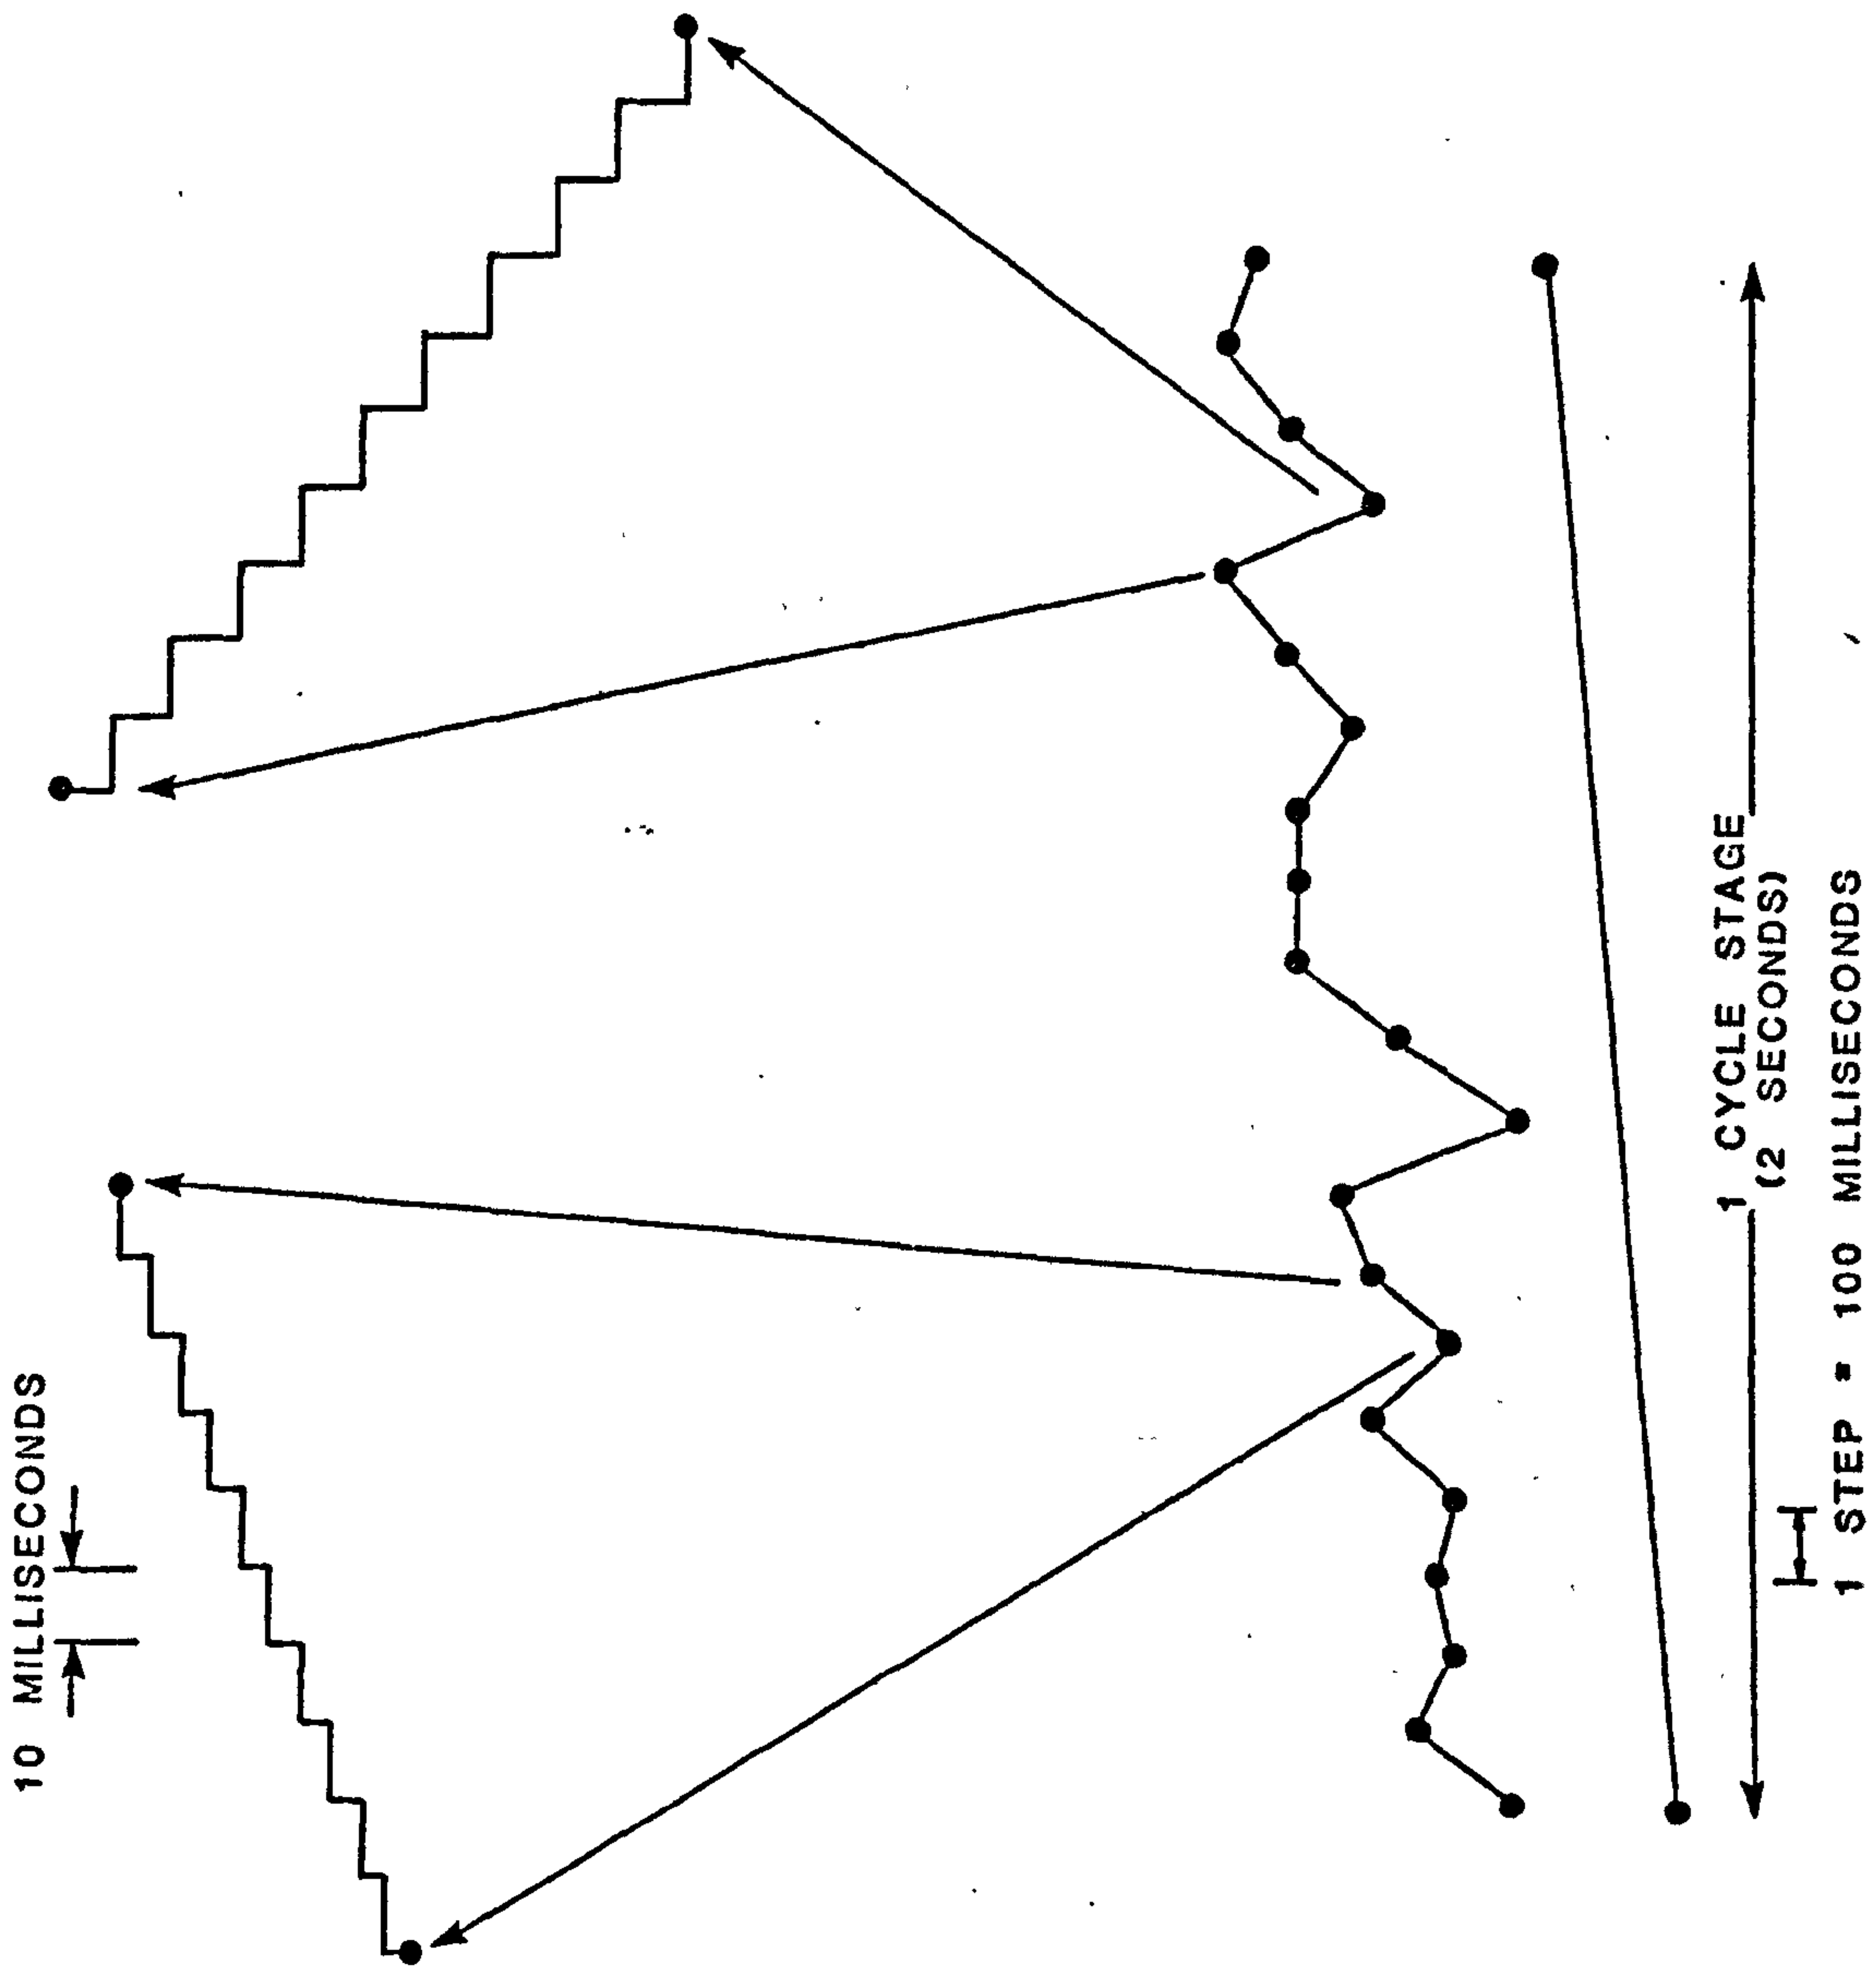 10 MILLISECONDS
1 CYCLE STAGE
(2 SECONDS)
1 STEP = 100 MILLISECONDS